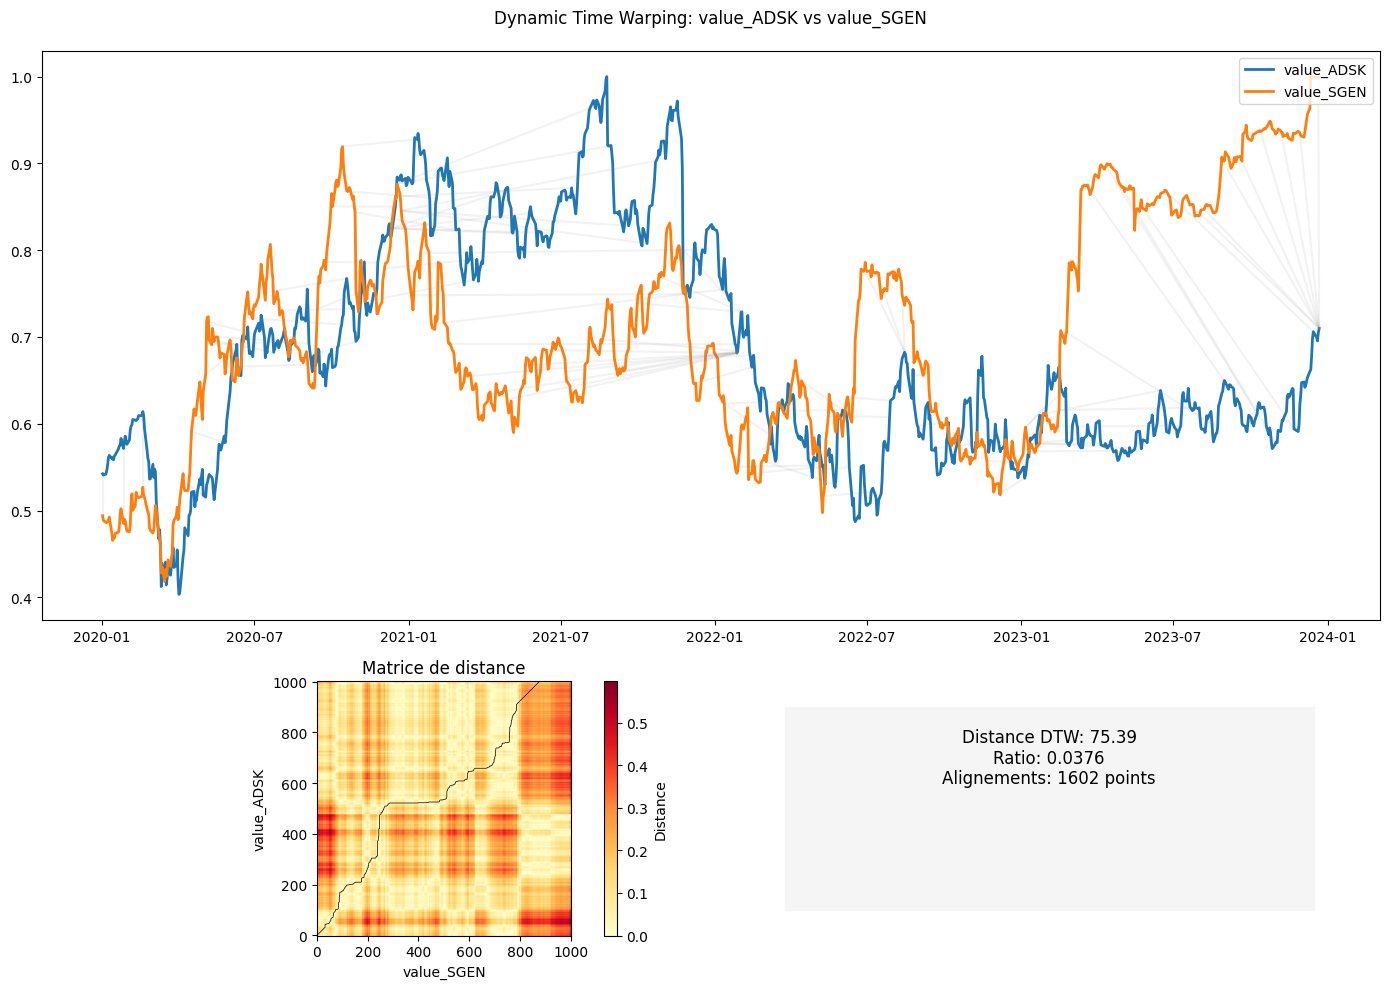 Dynamic Time Warping: value_ADSK vs value_SGEN
value_ADSK
value_SGEN
1.0
0.9
0.8
0.7
0.6
0.5
0.4
2020-01 2020-07 2021-01 2021-07 2022-01 2022-07 2023-01 2023-07 2024-01
Matrice de distance
value_ADSK
1000
800
600
400
200
0
0 200 400 600 800 1000
value_SGEN
0.5
0.4
0.3
0.2
0.1
0.0
Distance
Distance DTW: 75.39
Ratio: 0.0376
Alignements: 1602 points